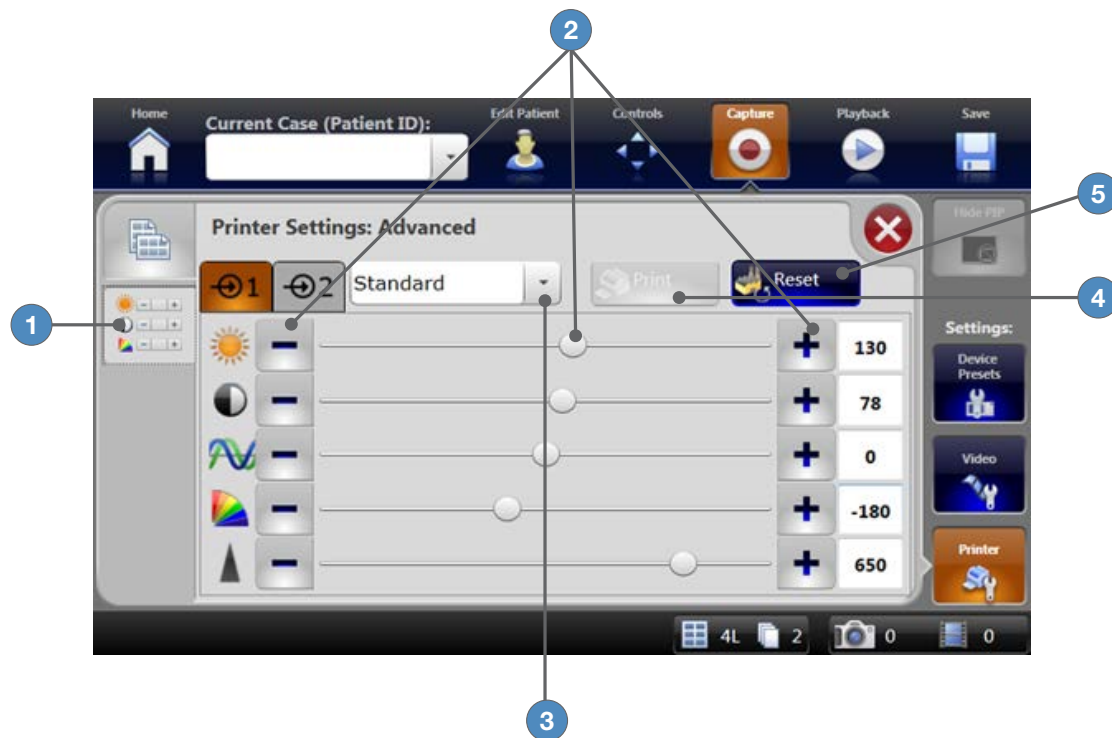 2
Home
Current Case (Patient ID):
Edit Patient
Controls
Capture
Playback
Save
5
Printer Settings: Advanced
Hide PIP
1
2
Standard
Print
Reset
4
1
Settings:
130
Device
Presets
78
0
Video
-180
650
Printer
4L
2
0
0
3